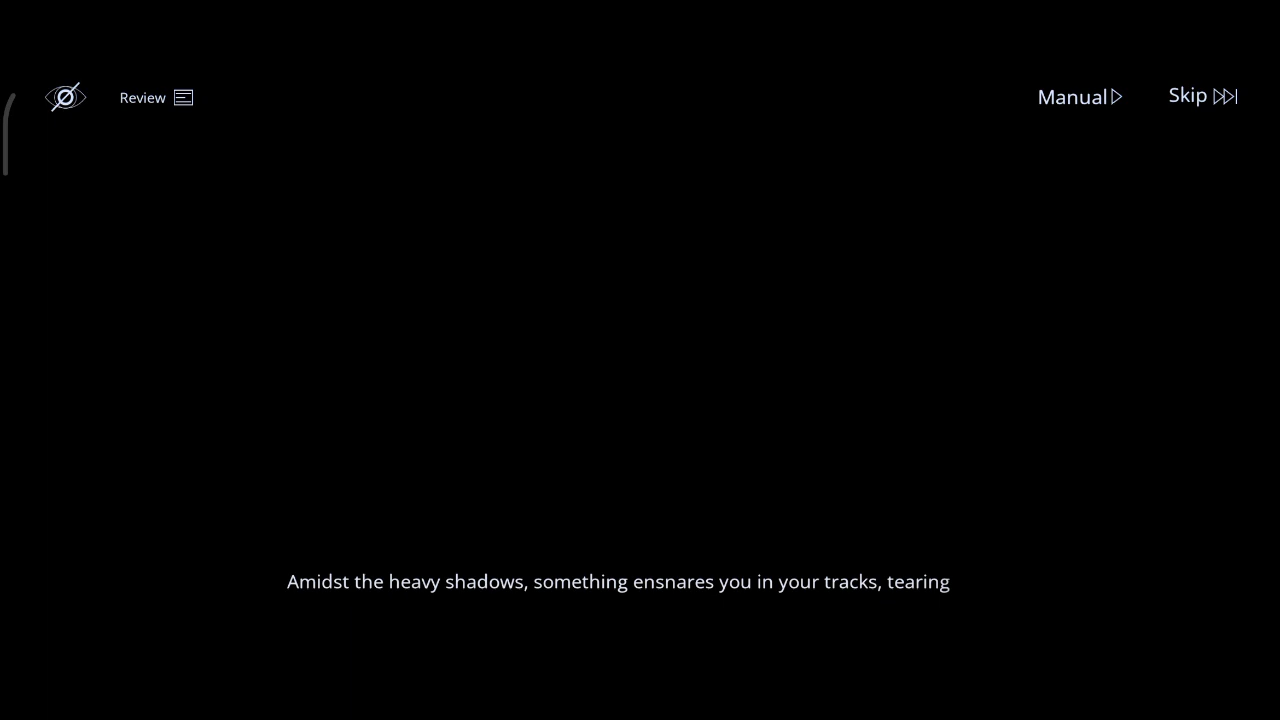 Review
Manual
Skip
Amidst the heavy shadows, something ensnares you in your tracks, tearing